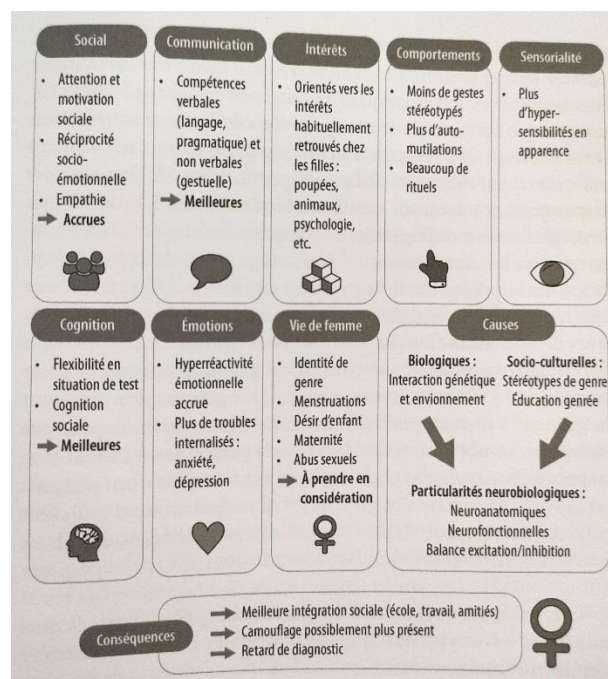 Social
• Attention et
motivation
sociale
• Réciprocité
socio-
émotionnelle
• Empathie
→ Accrues
Communication
• Compétences
verbales
(langage,
pragmatique) et
non verbales
(gestuelle)
→ Meilleures
Intérêts
• Orientés vers les
intérêts
habituellement
retrouvés chez
les filles :
poupées,
animaux,
psychologie,
etc.
Comportements
• Moins de gestes
stéréotypés
• Plus d'auto-
mutilations
• Beaucoup de
rituels
Sensorialité
• Plus
d'hyper-
sensibilités en
apparence
Cognition
• Flexibilité en
situation de test
• Cognition
sociale
→ Meilleures
Émotions
• Hyperréactivité
émotionnelle
accrue
• Plus de troubles
internalisés :
anxiété,
dépression
Vie de femme
• Identité de
genre
• Menstruations
• Désir d'enfant
• Maternité
• Abus sexuels
→ À prendre en
considération
Causes
Biologiques :
Interaction génétique
et envionnement
Socio-culturelles :
Stéréotypes de genre
Éducation genrée
Particularités neurobiologiques :
Neuroanatomiques
Neurofonctionnelles
Balance excitation/inhibition
Conséquences
→ Meilleure intégration sociale (école, travail, amitiés)
→ Camouflage possiblement plus présent
→ Retard de diagnostic